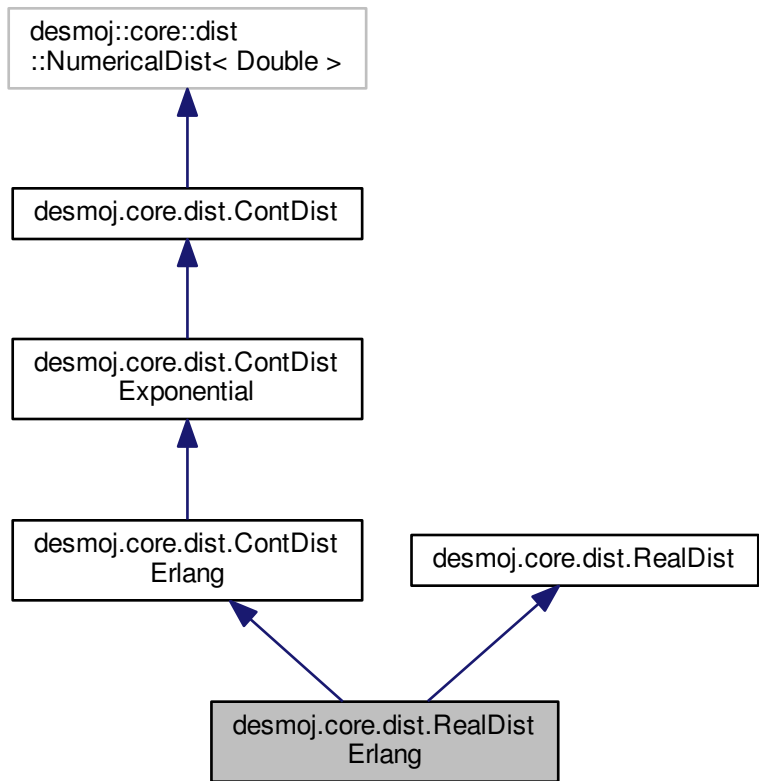 desmoj::core::dist
::NumericalDist< Double >
desmoj.core.dist.ContDist
desmoj.core.dist.ContDist
Exponential
desmoj.core.dist.ContDist
Erlang
desmoj.core.dist.RealDist
desmoj.core.dist.RealDist
Erlang